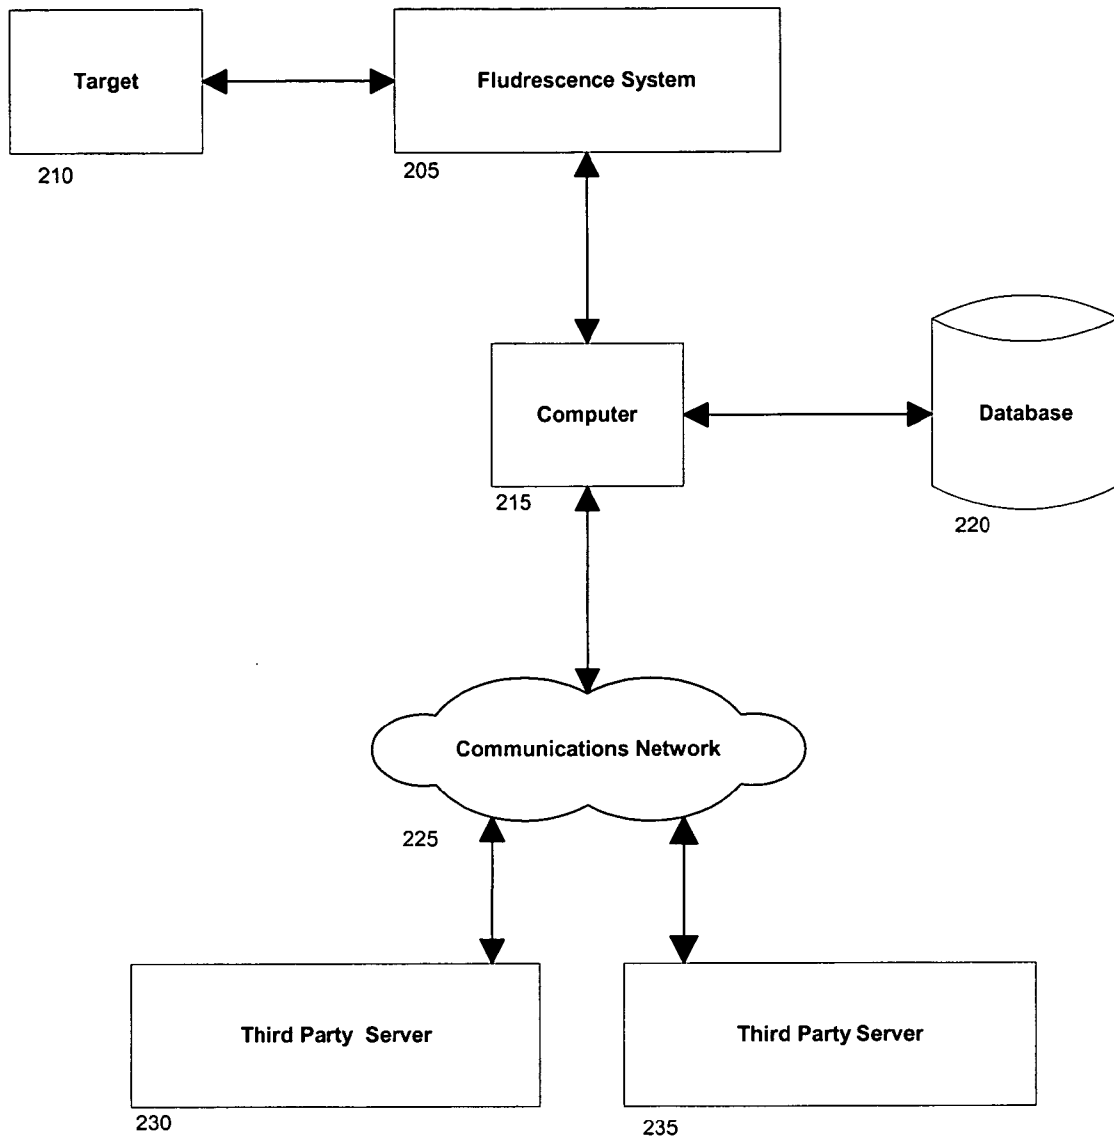 Target
Fludrescence System
210
205
Computer
Database
215
220
Communications Network
225
Third Party Server
Third Party Server
230
235